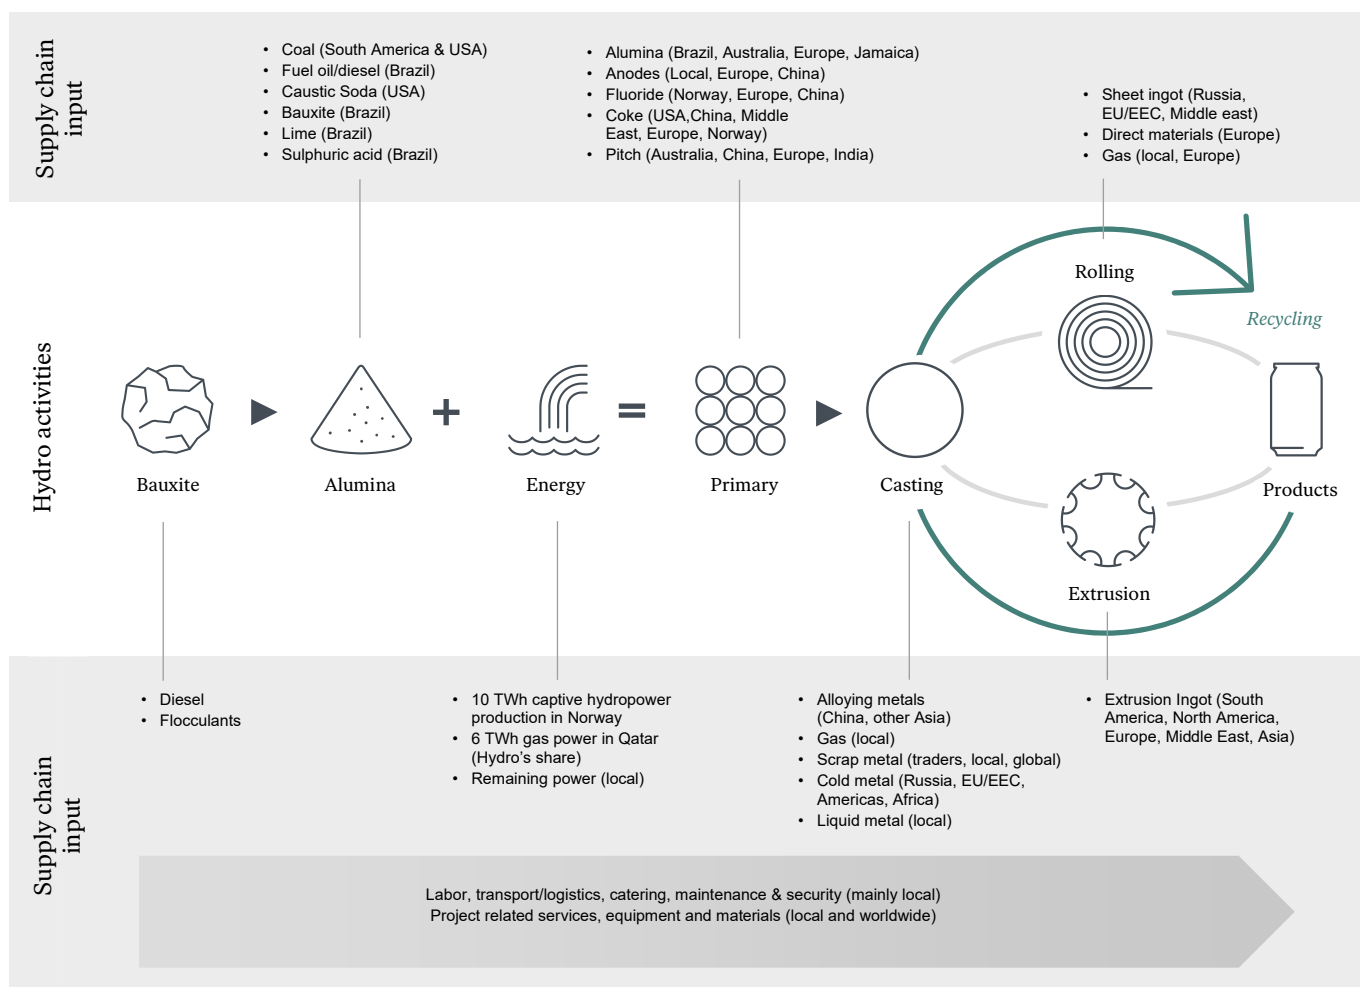 Supply chain
input
• Coal (South America & USA)
• Fuel oil/diesel (Brazil)
• Caustic Soda (USA)
• Bauxite (Brazil)
• Lime (Brazil)
• Sulphuric acid (Brazil)
• Alumina (Brazil, Australia, Europe, Jamaica)
• Anodes (Local, Europe, China)
• Fluoride (Norway, Europe, China)
• Coke (USA,China, Middle
East, Europe, Norway)
• Pitch (Australia, China, Europe, India)
• Sheet ingot (Russia,
EU/EEC, Middle east)
• Direct materials (Europe)
• Gas (local, Europe)
Hydro activities
Bauxite
Alumina
+
Energy
=
Primary
Casting
Rolling
Recycling
Extrusion
Products
Supply chain
input
• Diesel
• Flocculants
• 10 TWh captive hydropower
production in Norway
• 6 TWh gas power in Qatar
(Hydro’s share)
• Remaining power (local)
• Alloying metals
(China, other Asia)
• Gas (local)
• Scrap metal (traders, local, global)
• Cold metal (Russia, EU/EEC,
Americas, Africa)
• Liquid metal (local)
• Extrusion Ingot (South
America, North America,
Europe, Middle East, Asia)
Labor, transport/logistics, catering, maintenance & security (mainly local)
Project related services, equipment and materials (local and worldwide)